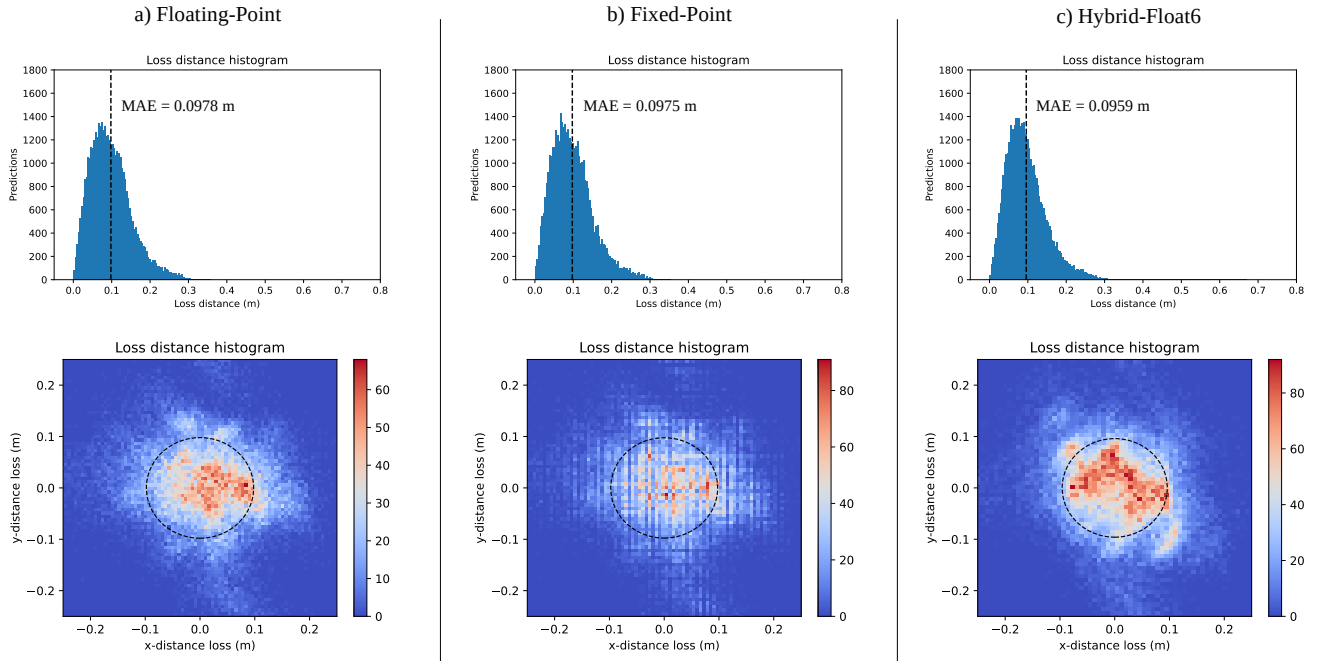 a) Floating-Point
Loss distance histogram
1800
1600
1400
1200
1000
800
600
400
200
0
Predictions
MAE = 0.0978 m
0.0 0.1 0.2 0.3 0.4 0.5 0.6 0.7 0.8
Loss distance (m)
Loss distance histogram
0.2
0.1
0.0
−0.1
−0.2
y-distance loss (m)
−0.2 −0.1 0.0 0.1 0.2
x-distance loss (m)
60
50
40
30
20
10
0
b) Fixed-Point
Loss distance histogram
1800
1600
1400
1200
1000
800
600
400
200
0
Predictions
MAE = 0.0975 m
0.0 0.1 0.2 0.3 0.4 0.5 0.6 0.7 0.8
Loss distance (m)
Loss distance histogram
0.2
0.1
0.0
−0.1
−0.2
y-distance loss (m)
−0.2 −0.1 0.0 0.1 0.2
x-distance loss (m)
80
60
40
20
0
c) Hybrid-Float6
Loss distance histogram
1800
1600
1400
1200
1000
800
600
400
200
0
Predictions
MAE = 0.0959 m
0.0 0.1 0.2 0.3 0.4 0.5 0.6 0.7 0.8
Loss distance (m)
Loss distance histogram
0.2
0.1
0.0
−0.1
−0.2
y-distance loss (m)
−0.2 −0.1 0.0 0.1 0.2
x-distance loss (m)
80
60
40
20
0